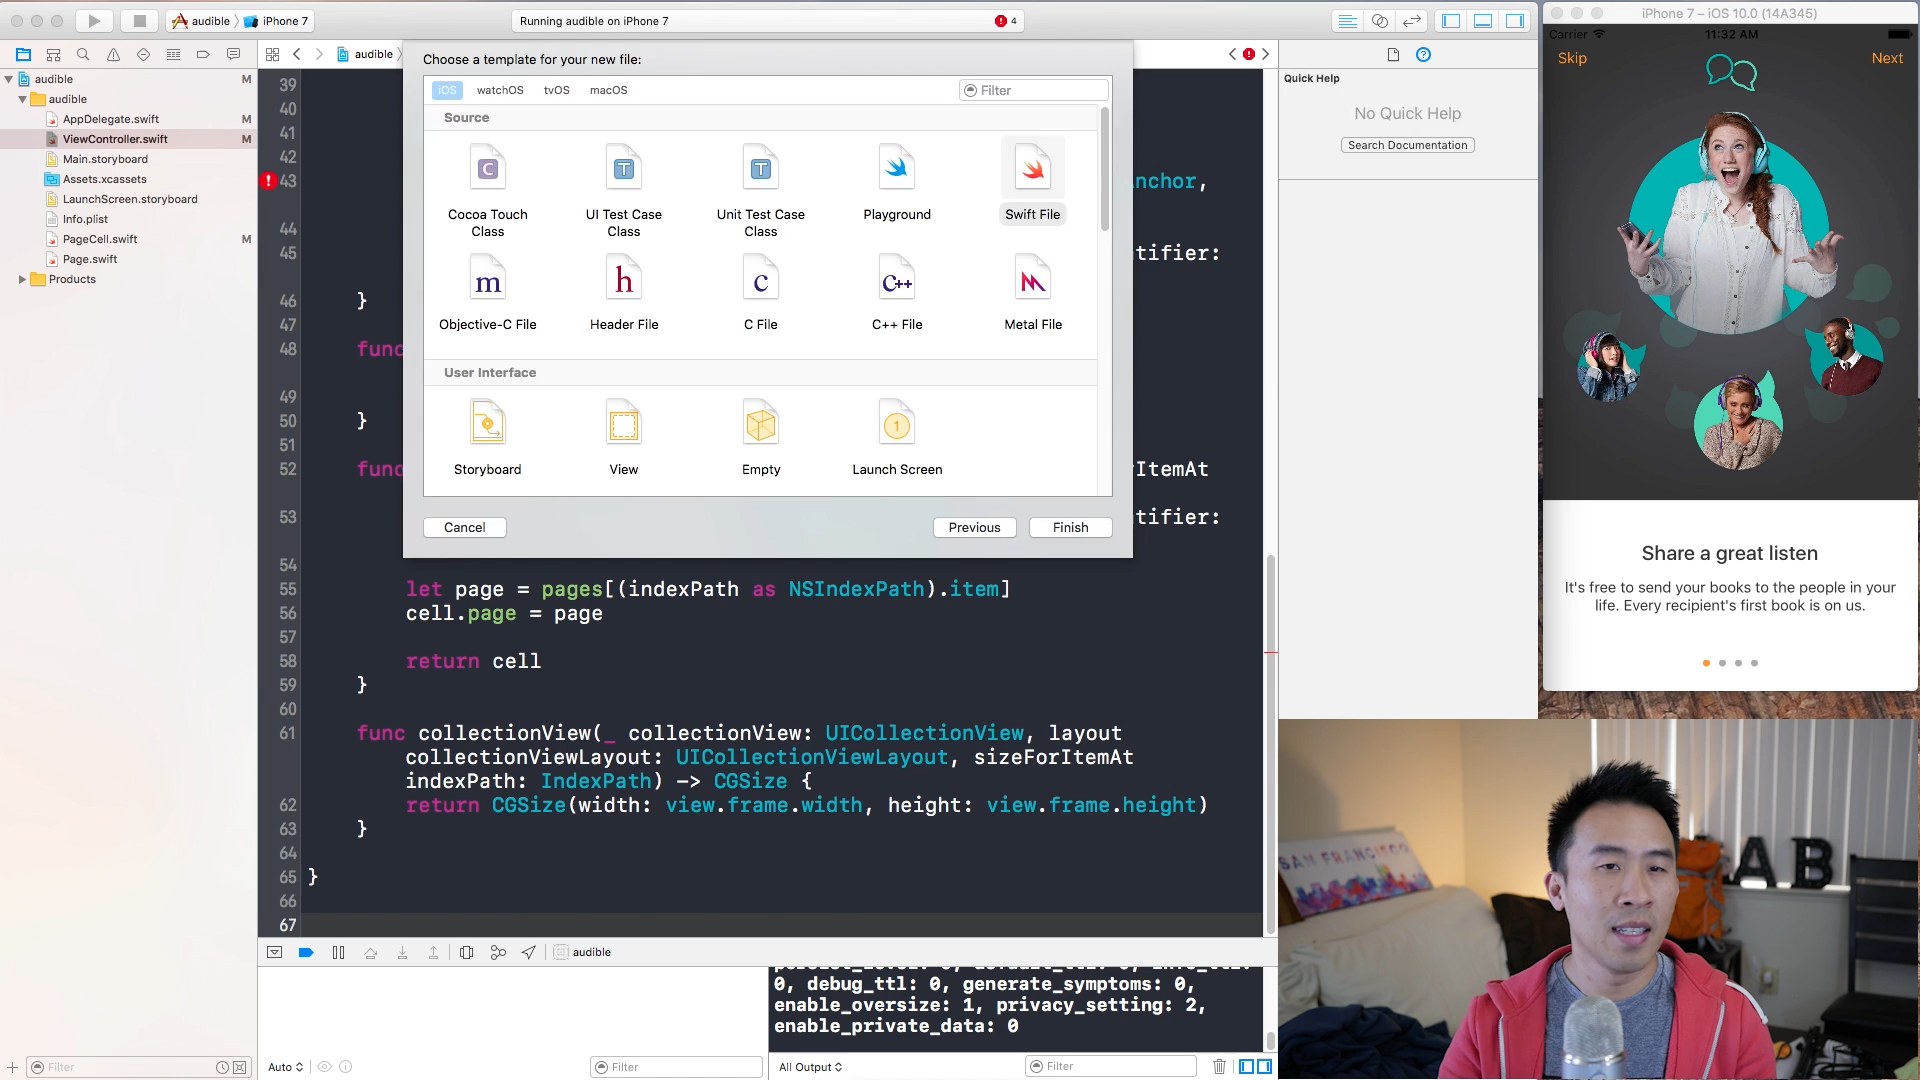 audible
iPhone 7
Running audible on iPhone 7
4
iPhone 7 – iOS 10.0 (14A345)
audible
Choose a template for your new file:
iOS
watchOS
tvOS
macOS
Filter
Source
C
T
T
Cocoa Touch
Class
UI Test Case
Class
Unit Test Case
Class
Playground
Swift File
m
h
c
C++
Objective-C File
Header File
C File
C++ File
Metal File
User Interface
1
Storyboard
View
Empty
Launch Screen
Cancel
Previous
Finish
audible
M
audible
AppDelegate.swift
M
ViewController.swift
M
Main.storyboard
Assets.xcassets
LaunchScreen.storyboard
Info.plist
PageCell.swift
M
Page.swift
Products
39
40
41
42
43
nchor,
44
45
tifier:
46 }
47
48 func
49
50 }
51
52 func
ItemAt
53
tifier:
54
55 let page = pages[(indexPath as NSIndexPath).item]
56 cell.page = page
57
58 return cell
59 }
60
61 func collectionView(_ collectionView: UICollectionView, layout
collectionViewLayout: UICollectionViewLayout, sizeForItemAt
indexPath: IndexPath) -> CGSize {
62 return CGSize(width: view.frame.width, height: view.frame.height)
63 }
64
65 }
66
67
audible
0, debug_ttl: 0, generate_symptoms: 0,
enable_oversize: 1, privacy_setting: 2,
enable_private_data: 0
Filter
Auto
Filter
All Output
Filter
Quick Help
No Quick Help
Search Documentation
Carrier
11:32 AM
Skip
Next
Share a great listen
It's free to send your books to the people in your
life. Every recipient's first book is on us.
SAN FRANCISCO
A B